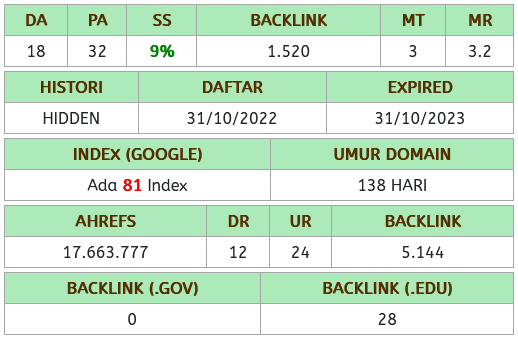 DA PA SS BACKLINK MT MR
18 32 9% 1.520 3 3.2
HISTORI DAFTAR EXPIRED
HIDDEN 31/10/2022 31/10/2023
INDEX (GOOGLE) UMUR DOMAIN
Ada 81 Index 138 HARI
AHREFS DR UR BACKLINK
17.663.777 12 24 5.144
BACKLINK (.GOV) BACKLINK (.EDU)
0 28